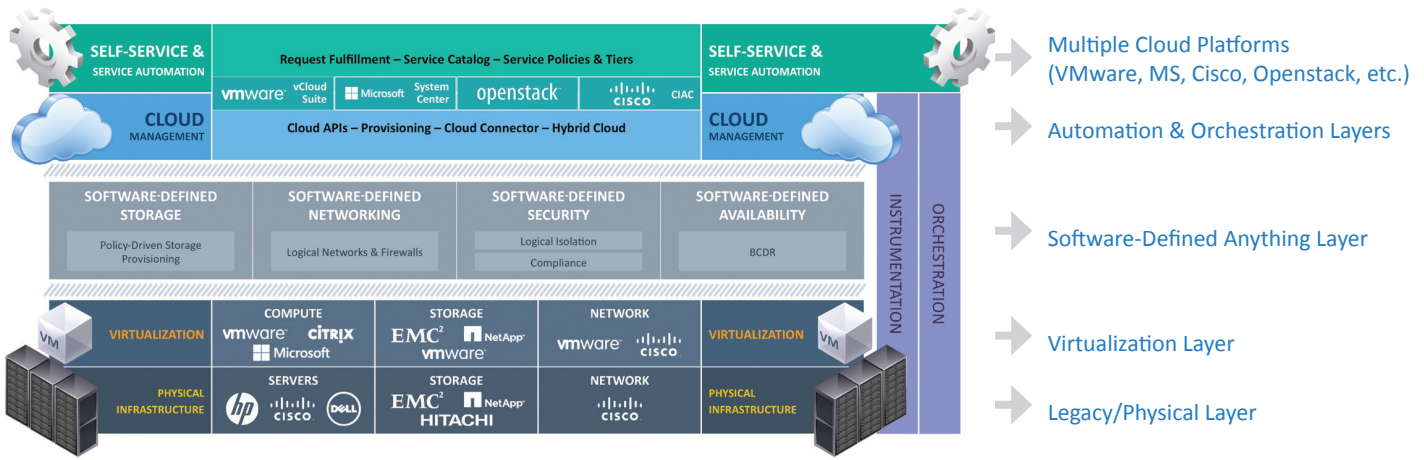 SELF-SERVICE &
SERVICE AUTOMATION
Request Fulfillment – Service Catalog – Service Policies & Tiers
SELF-SERVICE &
SERVICE AUTOMATION
vmware vCloud
Suite
Microsoft System
Center
openstack
CISCO CIAC
CLOUD
MANAGEMENT
Cloud APIs – Provisioning – Cloud Connector – Hybrid Cloud
CLOUD
MANAGEMENT
SOFTWARE-DEFINED
STORAGE
Policy-Driven Storage
Provisioning
SOFTWARE-DEFINED
NETWORKING
Logical Networks & Firewalls
SOFTWARE-DEFINED
SECURITY
Logical Isolation
Compliance
SOFTWARE-DEFINED
AVAILABILITY
BCDR
INSTRUMENTATION
ORCHESTRATION
VM
VIRTUALIZATION
COMPUTE
vmware CITRIX
Microsoft
STORAGE
EMC² NetApp
vmware
NETWORK
vmware CISCO
VIRTUALIZATION
VM
PHYSICAL
INFRASTRUCTURE
SERVERS
hp CISCO DELL
STORAGE
EMC² NetApp
HITACHI
NETWORK
CISCO
PHYSICAL
INFRASTRUCTURE
Multiple Cloud Platforms
(VMware, MS, Cisco, Openstack, etc.)
Automation & Orchestration Layers
Software-Defined Anything Layer
Virtualization Layer
Legacy/Physical Layer